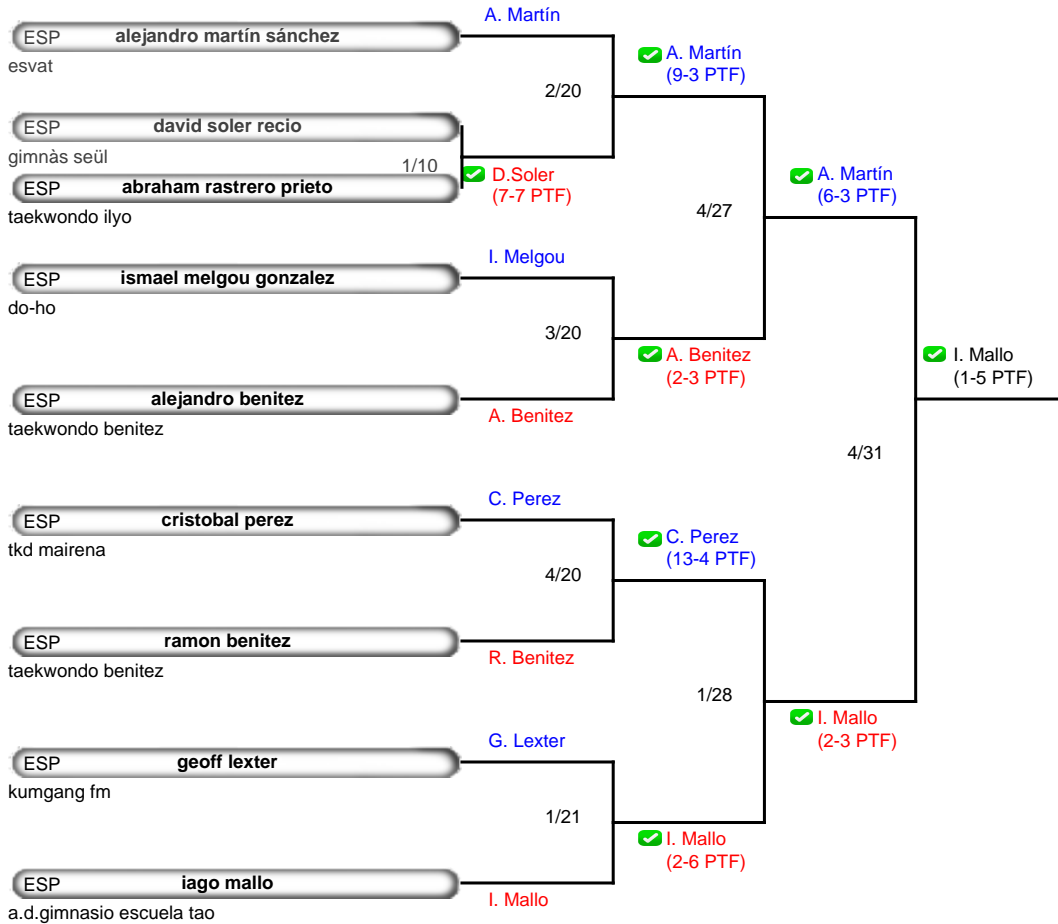 A. Martín
ESP alejandro martín sánchez
esvat
A. Martín
(9-3 PTF)
2/20
ESP david soler recio
gimnàs seül
1/10
D.Soler
(7-7 PTF)
ESP abraham rastrero prieto
taekwondo ilyo
A. Martín
(6-3 PTF)
4/27
I. Melgou
ESP ismael melgou gonzalez
do-ho
3/20
A. Benitez
(2-3 PTF)
ESP alejandro benitez
taekwondo benitez
A. Benitez
I. Mallo
(1-5 PTF)
4/31
C. Perez
ESP cristobal perez
tkd mairena
C. Perez
(13-4 PTF)
4/20
ESP ramon benitez
taekwondo benitez
R. Benitez
1/28
I. Mallo
(2-3 PTF)
G. Lexter
ESP geoff lexter
kumgang fm
1/21
I. Mallo
(2-6 PTF)
ESP iago mallo
a.d.gimnasio escuela tao
I. Mallo